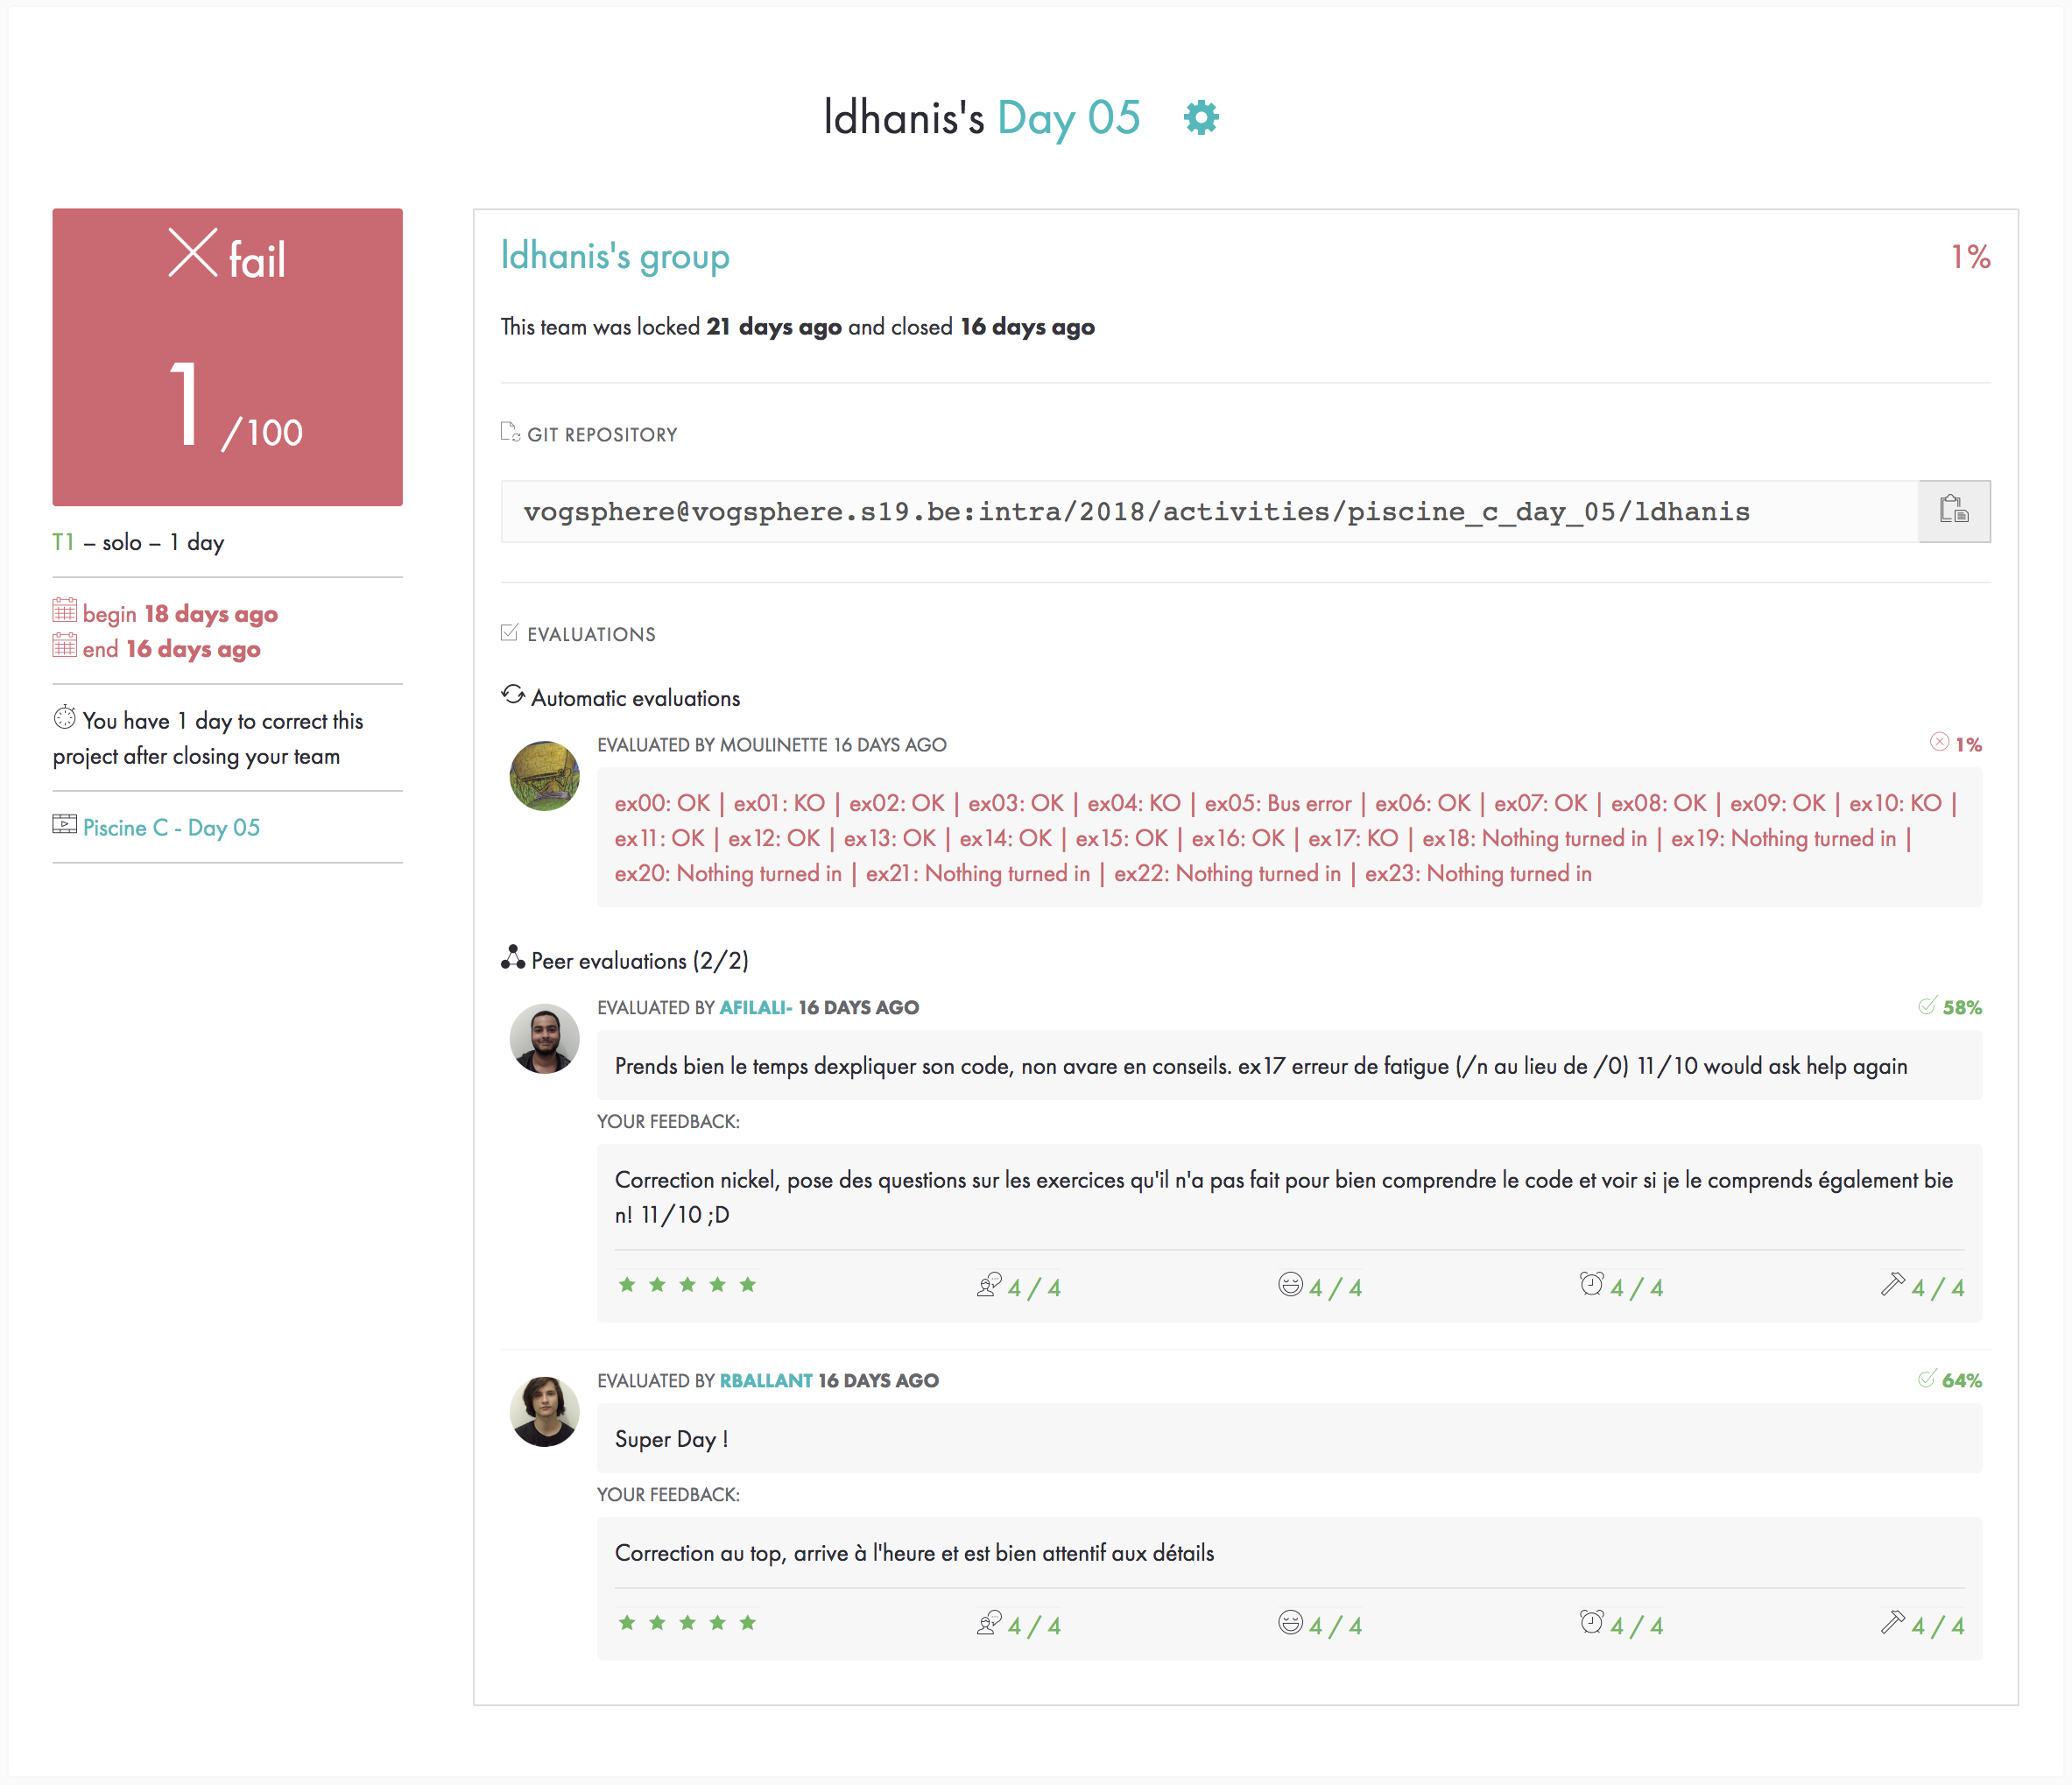 ldhanis's Day 05
fail
1 /100
T1 – solo – 1 day
begin 18 days ago
end 16 days ago
You have 1 day to correct this
project after closing your team
Piscine C - Day 05
ldhanis's group
1%
This team was locked 21 days ago and closed 16 days ago
GIT REPOSITORY
vogsphere@vogsphere.s19.be:intra/2018/activities/piscine_c_day_05/ldhanis
EVALUATIONS
Automatic evaluations
EVALUATED BY MOULINETTE 16 DAYS AGO
1%
ex00: OK | ex01: KO | ex02: OK | ex03: OK | ex04: KO | ex05: Bus error | ex06: OK | ex07: OK | ex08: OK | ex09: OK | ex10: KO |
ex11: OK | ex12: OK | ex13: OK | ex14: OK | ex15: OK | ex16: OK | ex17: KO | ex18: Nothing turned in | ex19: Nothing turned in |
ex20: Nothing turned in | ex21: Nothing turned in | ex22: Nothing turned in | ex23: Nothing turned in
Peer evaluations (2/2)
EVALUATED BY AFILALI- 16 DAYS AGO
58%
Prends bien le temps dexpliquer son code, non avare en conseils. ex17 erreur de fatigue (/n au lieu de /0) 11/10 would ask help again
YOUR FEEDBACK:
Correction nickel, pose des questions sur les exercices qu'il n'a pas fait pour bien comprendre le code et voir si je le comprends également bie
n! 11/10 ;D
4 / 4 4 / 4 4 / 4 4 / 4
EVALUATED BY RBALLANT 16 DAYS AGO
64%
Super Day !
YOUR FEEDBACK:
Correction au top, arrive à l'heure et est bien attentif aux détails
4 / 4 4 / 4 4 / 4 4 / 4